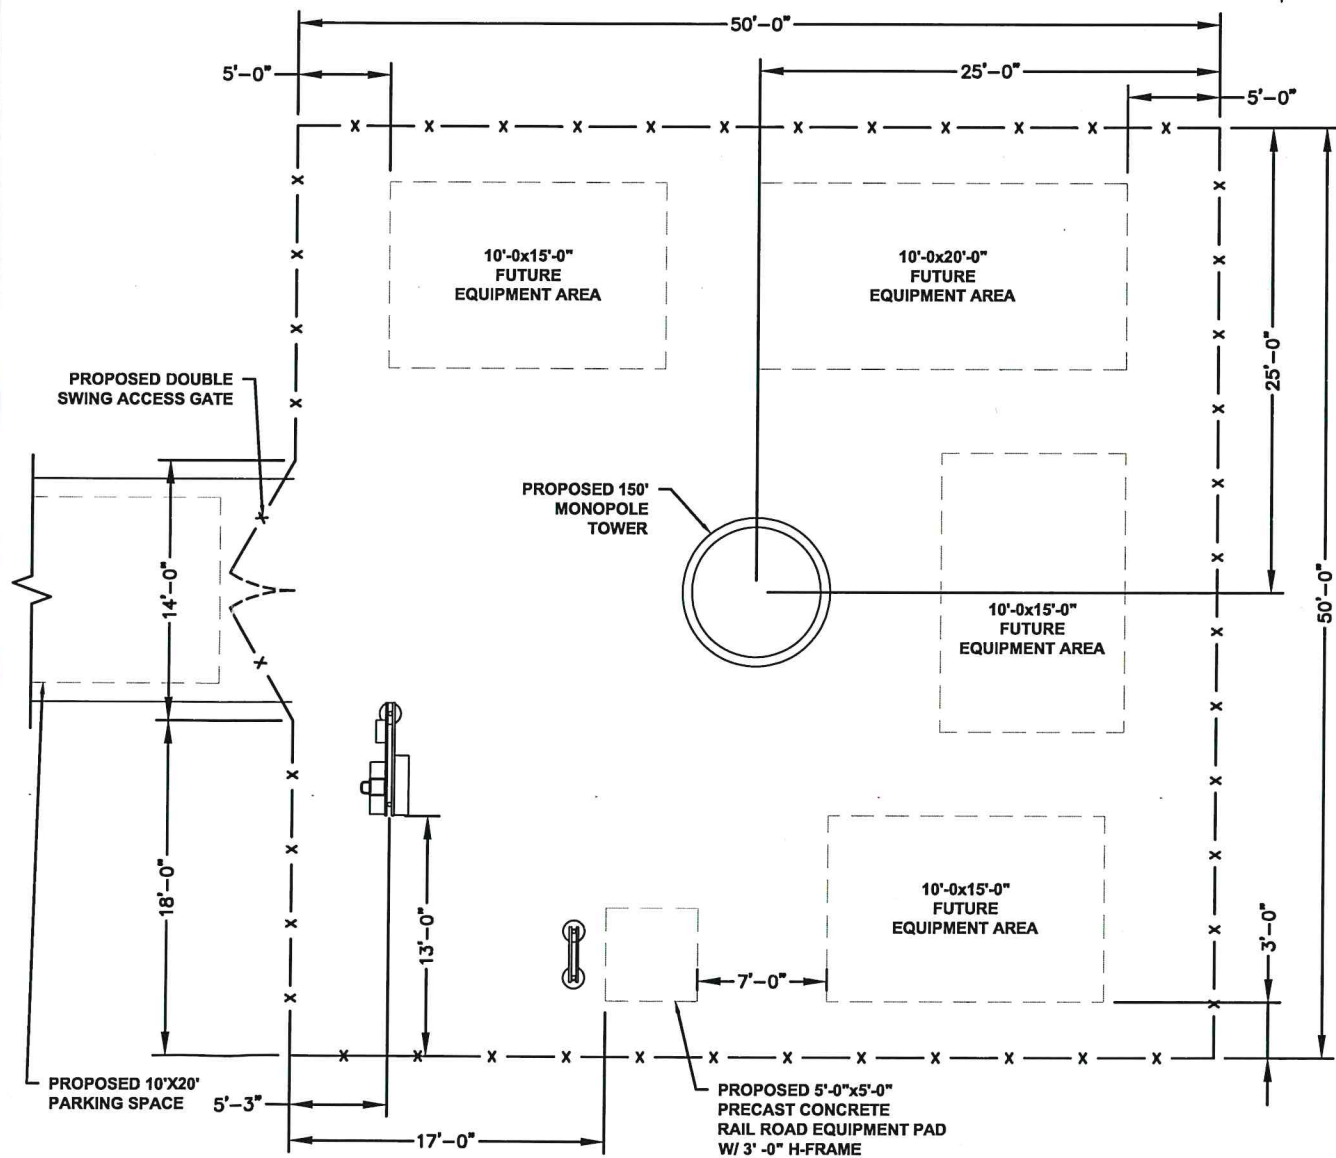 50'-0"
5'-0"
25'-0"
5'-0"
10'-0x15'-0"
FUTURE
EQUIPMENT AREA
10'-0x20'-0"
FUTURE
EQUIPMENT AREA
25'-0"
PROPOSED DOUBLE
SWING ACCESS GATE
PROPOSED 150'
MONOPOLE
TOWER
14'-0"
10'-0x15'-0"
FUTURE
EQUIPMENT AREA
50'-0"
18'-0"
13'-0"
10'-0x15'-0"
FUTURE
EQUIPMENT AREA
3'-0"
7'-0"
PROPOSED 10'X20'
PARKING SPACE
5'-3"
17'-0"
PROPOSED 5'-0"x5'-0"
PRECAST CONCRETE
RAIL ROAD EQUIPMENT PAD
W/ 3' -0" H-FRAME